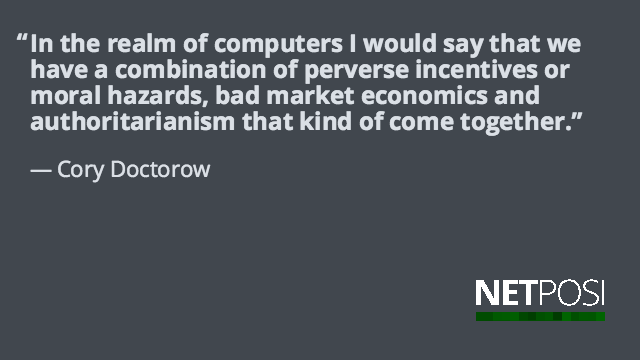 “In the realm of computers I would say that we
have a combination of perverse incentives or
moral hazards, bad market economics and
authoritarianism that kind of come together.”
— Cory Doctorow
NETPOSI